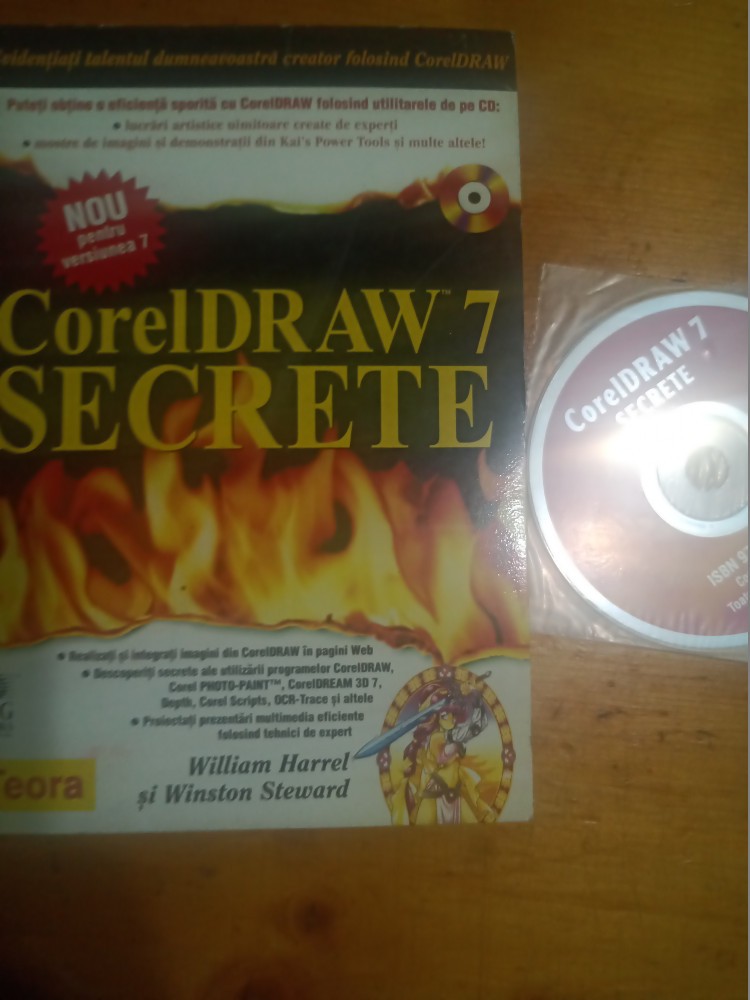 Evidențiați talentul dumneavoastră creator folosind CorelDRAW
Puteți obține o eficiență sporită cu CorelDRAW folosind utilitarele de pe CD:
• lucrări artistice uimitoare create de experți
• mostre de imagini și demonstrații din Kai's Power Tools și multe altele!
NOU
pentru
versiunea 7
CorelDRAW™ 7
SECRETE
• Realizați și integrați imagini din CorelDRAW în pagini Web
• Descoperiți secrete ale utilizării programelor CorelDRAW,
Corel PHOTO-PAINT™, CorelDREAM 3D 7,
Depth, Corel Scripts, OCR-Trace și altele
• Proiectați prezentări multimedia eficiente
folosind tehnici de expert
William Harrel
și Winston Steward
Teora
CorelDRAW 7
SECRETE
ISBN